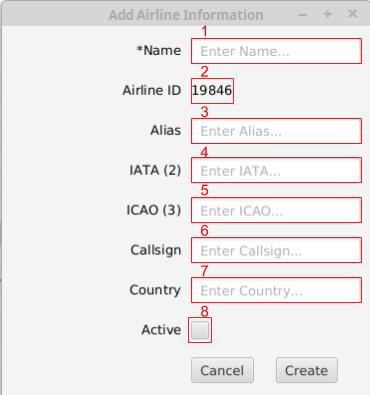 Add Airline Information
1
*Name Enter Name...
2
Airline ID 19846
3
Alias Enter Alias...
4
IATA (2) Enter IATA...
5
ICAO (3) Enter ICAO...
6
Callsign Enter Callsign...
7
Country Enter Country...
8
Active
Cancel Create